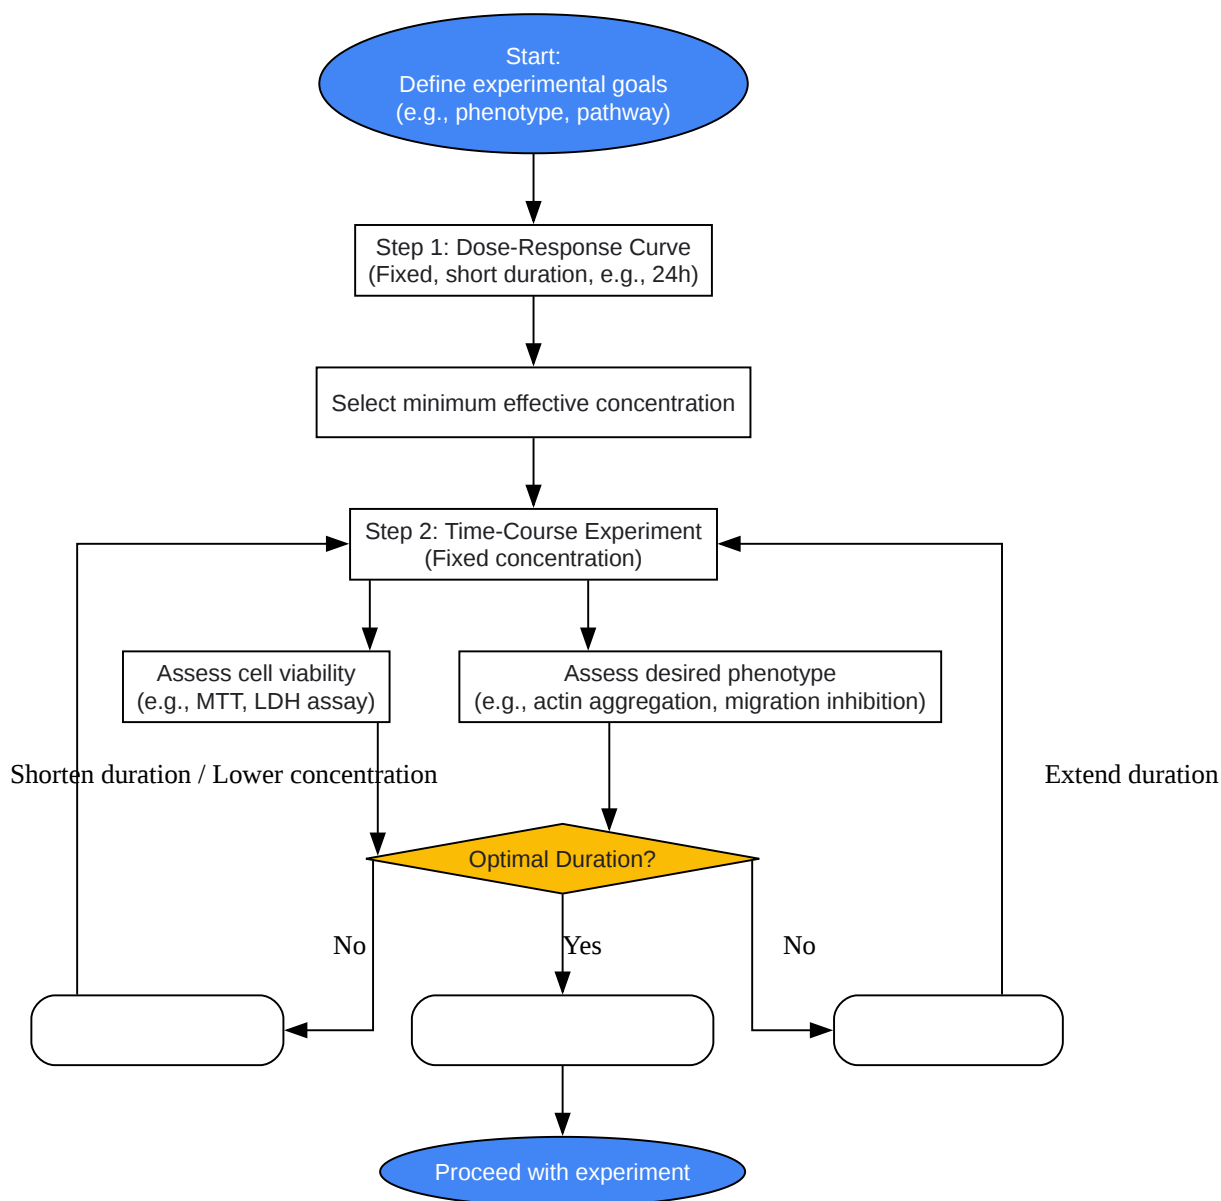 Start:
Define experimental goals
(e.g., phenotype, pathway)
Step 1: Dose-Response Curve
(Fixed, short duration, e.g., 24h)
Select minimum effective concentration
Step 2: Time-Course Experiment
(Fixed concentration)
Assess cell viability
(e.g., MTT, LDH assay)
Assess desired phenotype
(e.g., actin aggregation, migration inhibition)
Shorten duration / Lower concentration
Extend duration
Optimal Duration?
No
Yes
No
Proceed with experiment